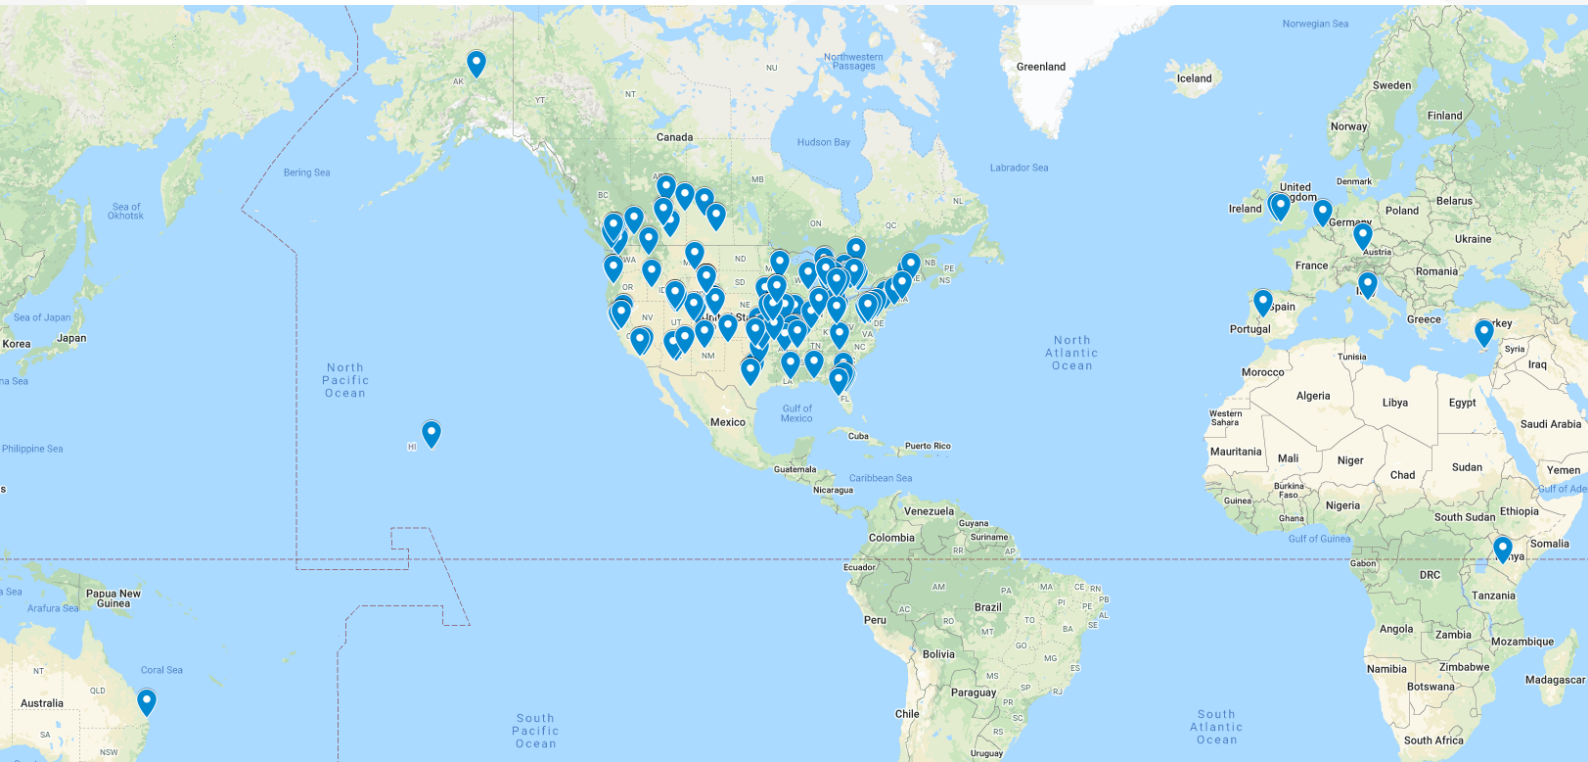 Norwegian Sea
Greenland
Iceland
Northwestern
Passages
NU
AK
YT
NT
Sweden
Finland
Norway
Canada
Hudson Bay
Labrador Sea
Bering Sea
Sea of
Okhotsk
BC
MB
ON
QC
NL
United
Denmark
Ireland
Belarus
Poland
Germany
Ukraine
Austria
France
Romania
NB
PE
NS
WA
ND
OR
SD
Sea of Japan
Korea
Japan
NV
UT
NM
KY
VA
DE
NC
TN
LA
FL
Portugal
Greece
Syria
Iraq
Tunisia
Morocco
North
Pacific
Ocean
North
Atlantic
Ocean
Algeria
Libya
Egypt
Western
Sahara
Saudi Arabia
Gulf of
Mexico
Mexico
Cuba
Puerto Rico
HI
Philippine Sea
Guatemala
Caribbean Sea
Nicaragua
Mauritania
Mali
Niger
Chad
Sudan
Yemen
Gulf of Ade
Burkina
Faso
Guinea
Ghana
Nigeria
South Sudan
Ethiopia
Somalia
Gulf of Guinea
Venezuela
Guyana
Suriname
Colombia
RR
AP
Ecuador
Gabon
DRC
Tanzania
Papua New
Guinea
Arafura Sea
AM
PA
MA
CE
RN
PB
PI
PE
AL
SE
AC
RO
TO
BA
MT
Brazil
Peru
GO
MG
ES
Bolivia
MS
SP
RJ
Paraguay
PR
SC
RS
Chile
Uruguay
Angola
Zambia
Mozambique
Namibia
Zimbabwe
Botswana
Madagascar
South Africa
Coral Sea
NT
QLD
Australia
SA
NSW
South
Pacific
Ocean
South
Atlantic
Ocean